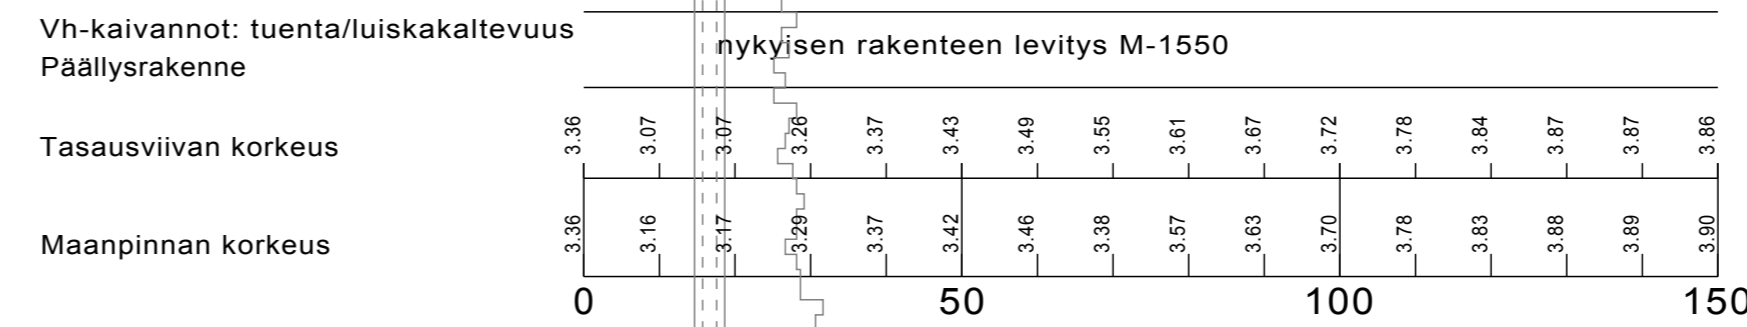 Vh-kaivannot: tuenta/luiskakaltevuus
nykyisen rakenteen levitys M-1550
Päällysrakenne
Tasausviivan korkeus 3.36 3.07 3.07 3.26 3.37 3.43 3.49 3.55 3.61 3.67 3.72 3.78 3.84 3.87 3.87 3.86
Maanpinnan korkeus 3.36 3.16 3.17 3.29 3.37 3.42 3.46 3.38 3.57 3.63 3.70 3.78 3.83 3.88 3.89 3.90
0 50 100 150